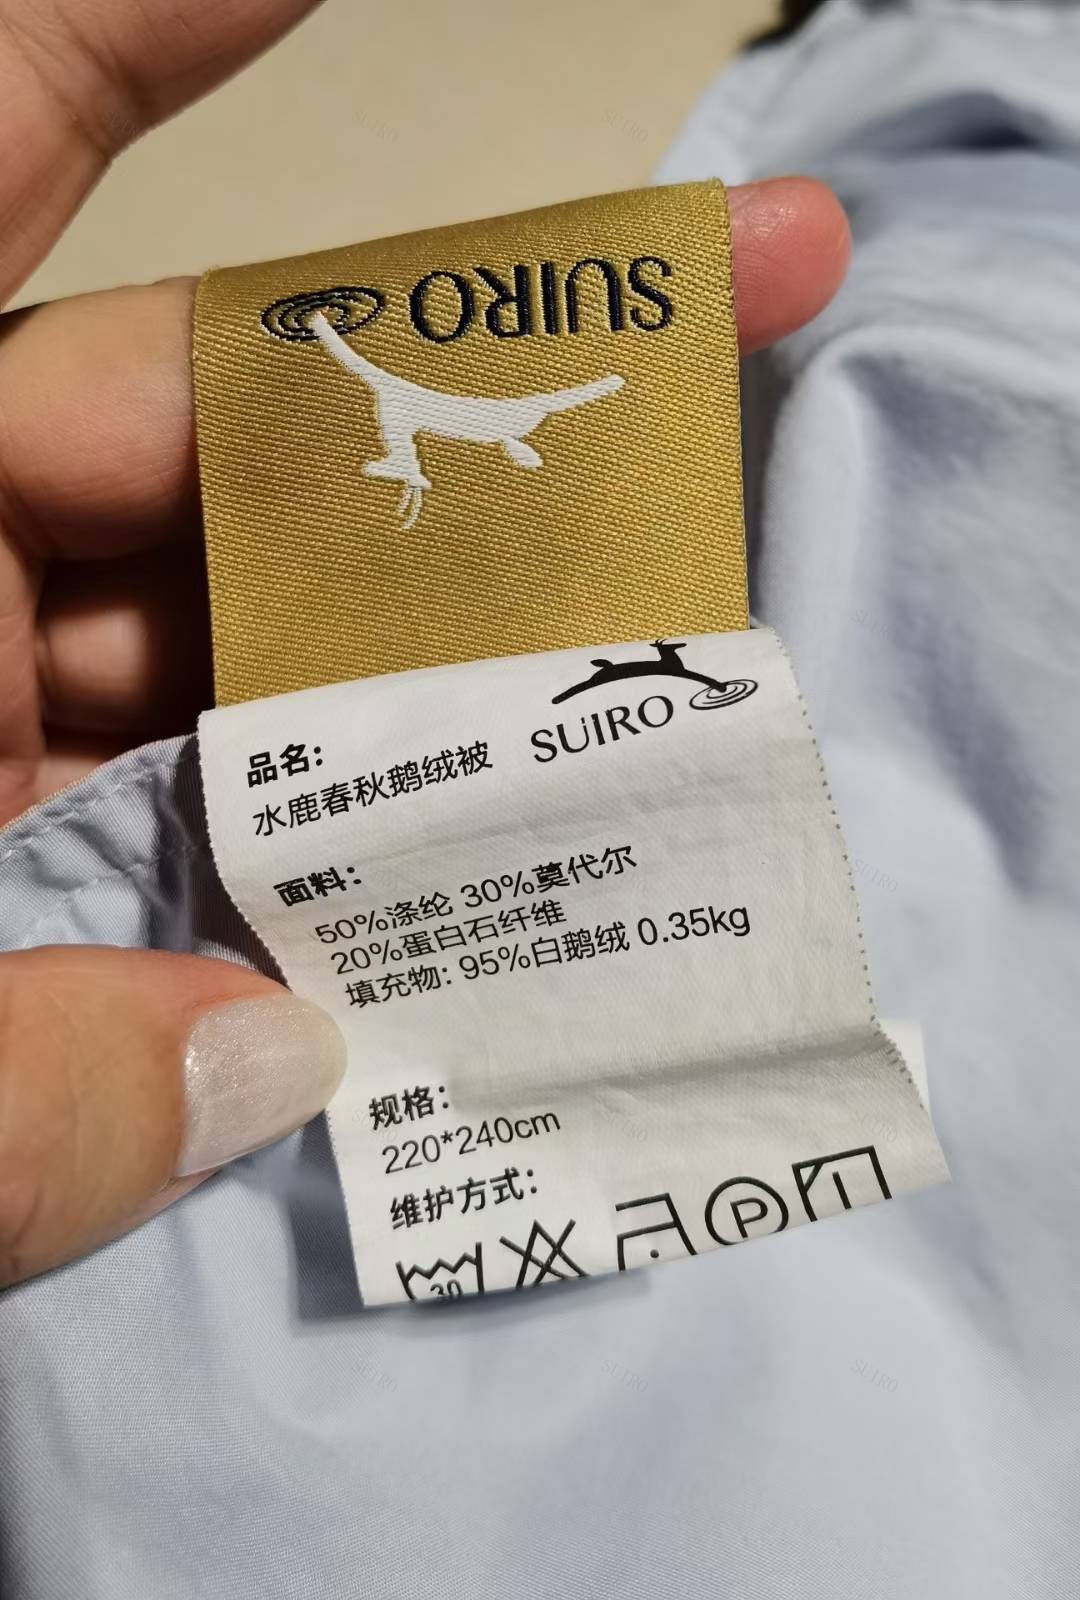 SUIRO
SUIRO
品名:
水鹿春秋鹅绒被
面料:
50%涤纶 30%莫代尔
20%蛋白石纤维
填充物: 95%白鹅绒 0.35kg
规格:
220*240cm
维护方式:
30
P